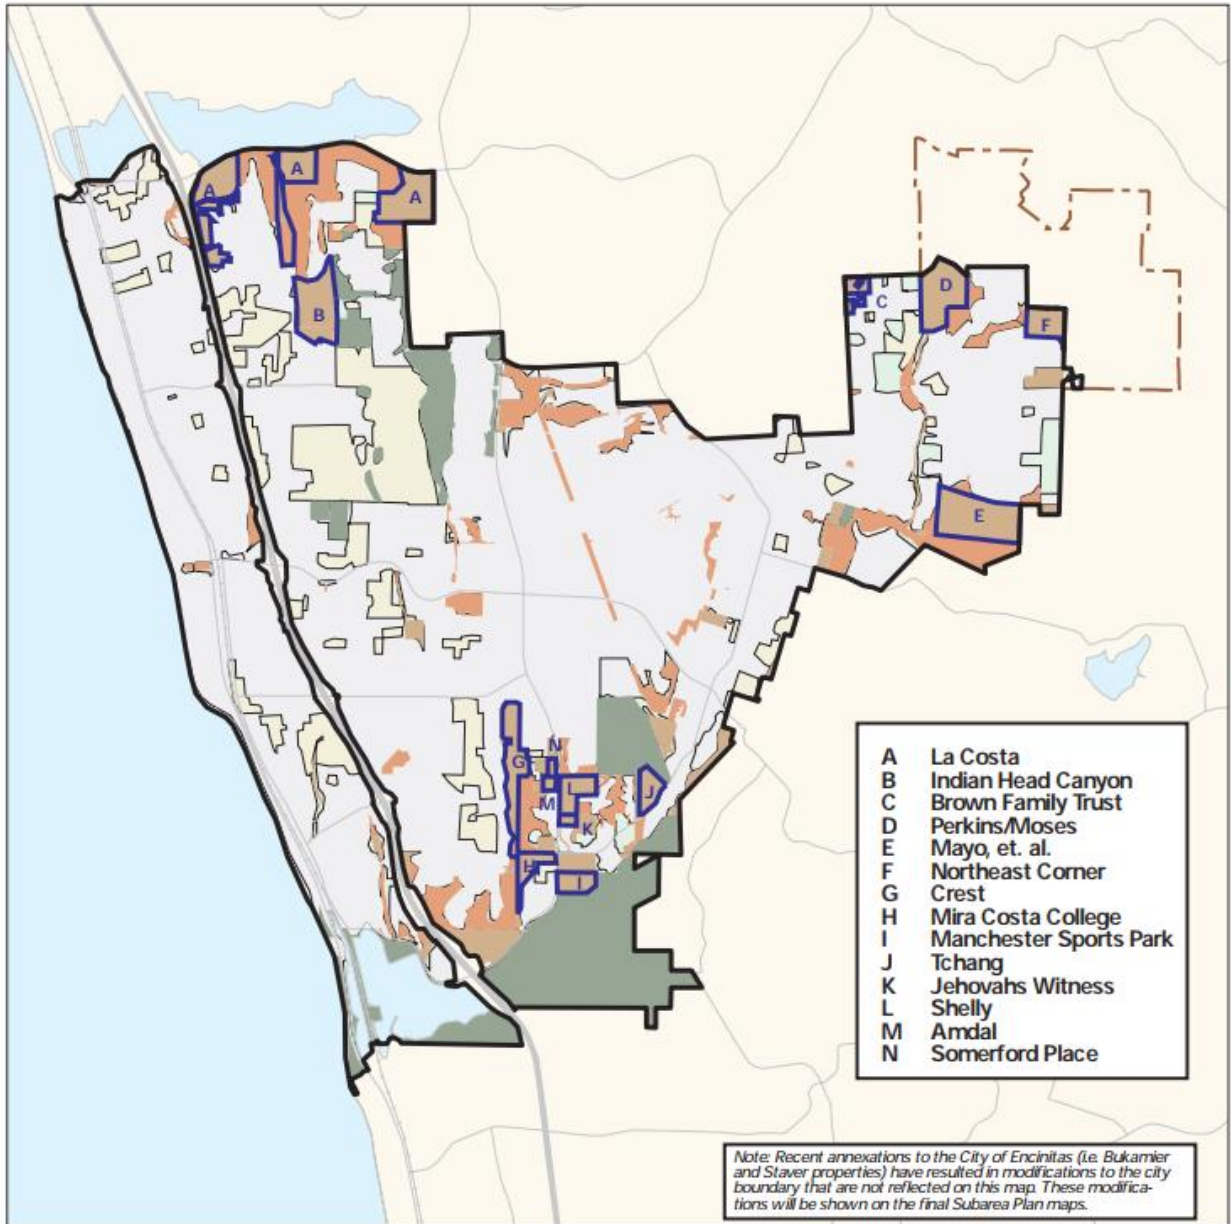 A
A
A
B
C
D
F
E
N
G
L
J
M
K
H
I
A La Costa
B Indian Head Canyon
C Brown Family Trust
D Perkins/Moses
E Mayo, et. al.
F Northeast Corner
G Crest
H Mira Costa College
I Manchester Sports Park
J Tchang
K Jehovahs Witness
L Shelly
M Amdal
N Somerford Place
Note: Recent annexations to the City of Encinitas (i.e. Bukamier
and Staver properties) have resulted in modifications to the city
boundary that are not reflected on this map. These modifica-
tions will be shown on the final Subarea Plan maps.